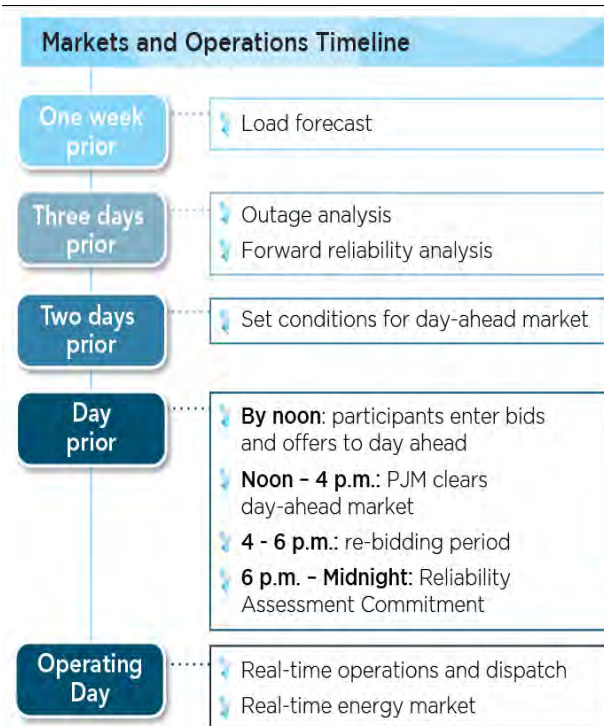 Markets and Operations Timeline
One week
prior
Load forecast
Three days
prior
Outage analysis
Forward reliability analysis
Two days
prior
Set conditions for day-ahead market
Day
prior
By noon: participants enter bids
and offers to day ahead
Noon – 4 p.m.: PJM clears
day-ahead market
4 - 6 p.m.: re-bidding period
6 p.m. – Midnight: Reliability
Assessment Commitment
Operating
Day
Real-time operations and dispatch
Real-time energy market